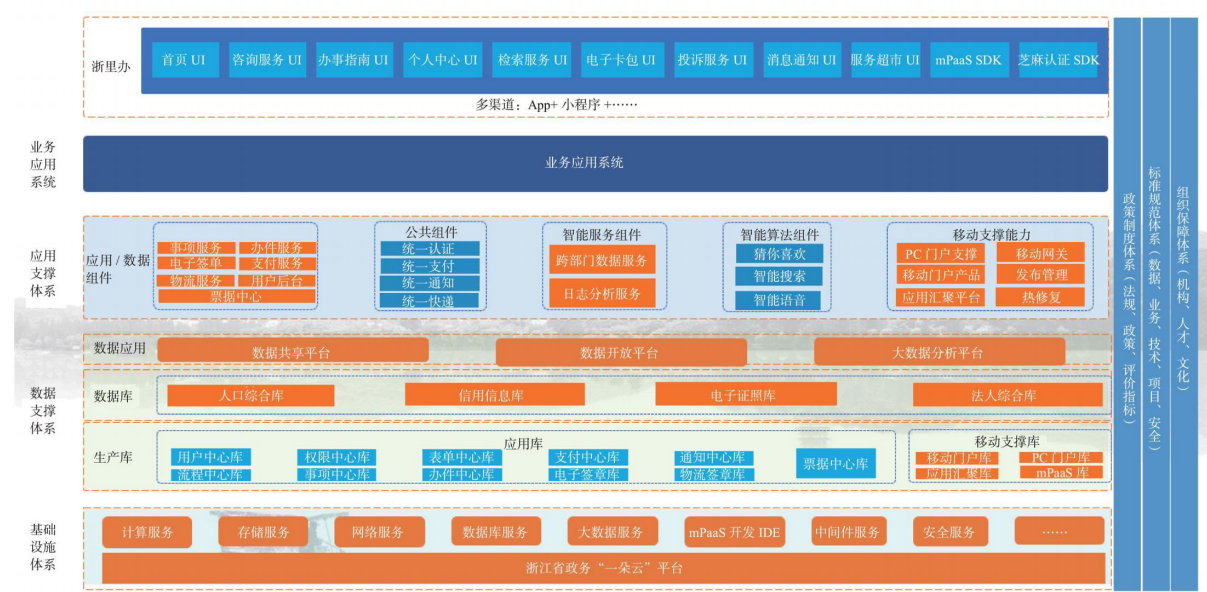 浙里办
首页 UI
咨询服务 UI
办事指南 UI
个人中心 UI
检索服务 UI
电子卡包 UI
投诉服务 UI
消息通知 UI
服务超市 UI
mPaaS SDK
芝麻认证 SDK
多渠道：App+ 小程序 +……
业务
应用
系统
业务应用系统
应用
支撑
体系
应用 / 数据
组件
事项服务
办件服务
电子签单
支付服务
物流服务
用户后台
票据中心
公共组件
统一认证
统一支付
统一通知
统一快递
智能服务组件
跨部门数据服务
日志分析服务
智能算法组件
猜你喜欢
智能搜索
智能语音
移动支撑能力
PC 门户支撑
移动网关
移动门户产品
发布管理
应用汇聚平台
热修复
数据
支撑
体系
数据应用
数据共享平台
数据开放平台
大数据分析平台
数据库
人口综合库
信用信息库
电子证照库
法人综合库
生产库
应用库
用户中心库
权限中心库
表单中心库
支付中心库
通知中心库
流程中心库
事项中心库
办件中心库
电子签章库
物流签章库
票据中心库
移动支撑库
移动门户库
PC 门户库
应用汇聚库
mPaaS 库
基础
设施
体系
计算服务
存储服务
网络服务
数据库服务
大数据服务
mPaaS 开发 IDE
中间件服务
安全服务
……
浙江省政务“一朵云”平台
政策制度体系（法规、政策、评价指标）
标准规范体系（数据、业务、技术、项目、安全）
组织保障体系（机构、人才、文化）